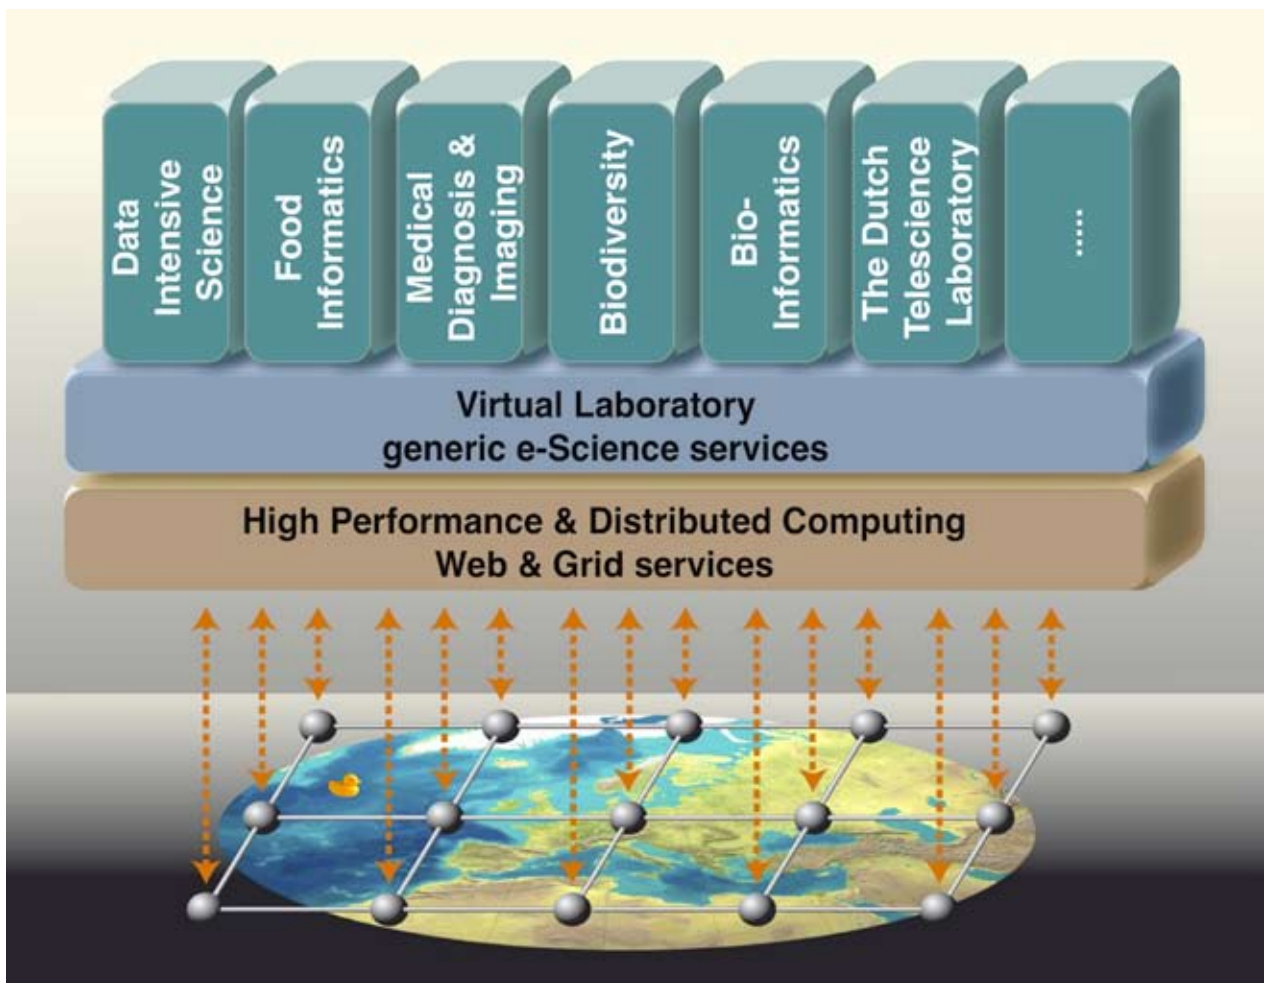 Data
Intensive
Science
Food
Informatics
Medical
Diagnosis &
Imaging
Biodiversity
Bio-
Informatics
The Dutch
Telescience
Laboratory
.....
Virtual Laboratory
generic e-Science services
High Performance & Distributed Computing
Web & Grid services